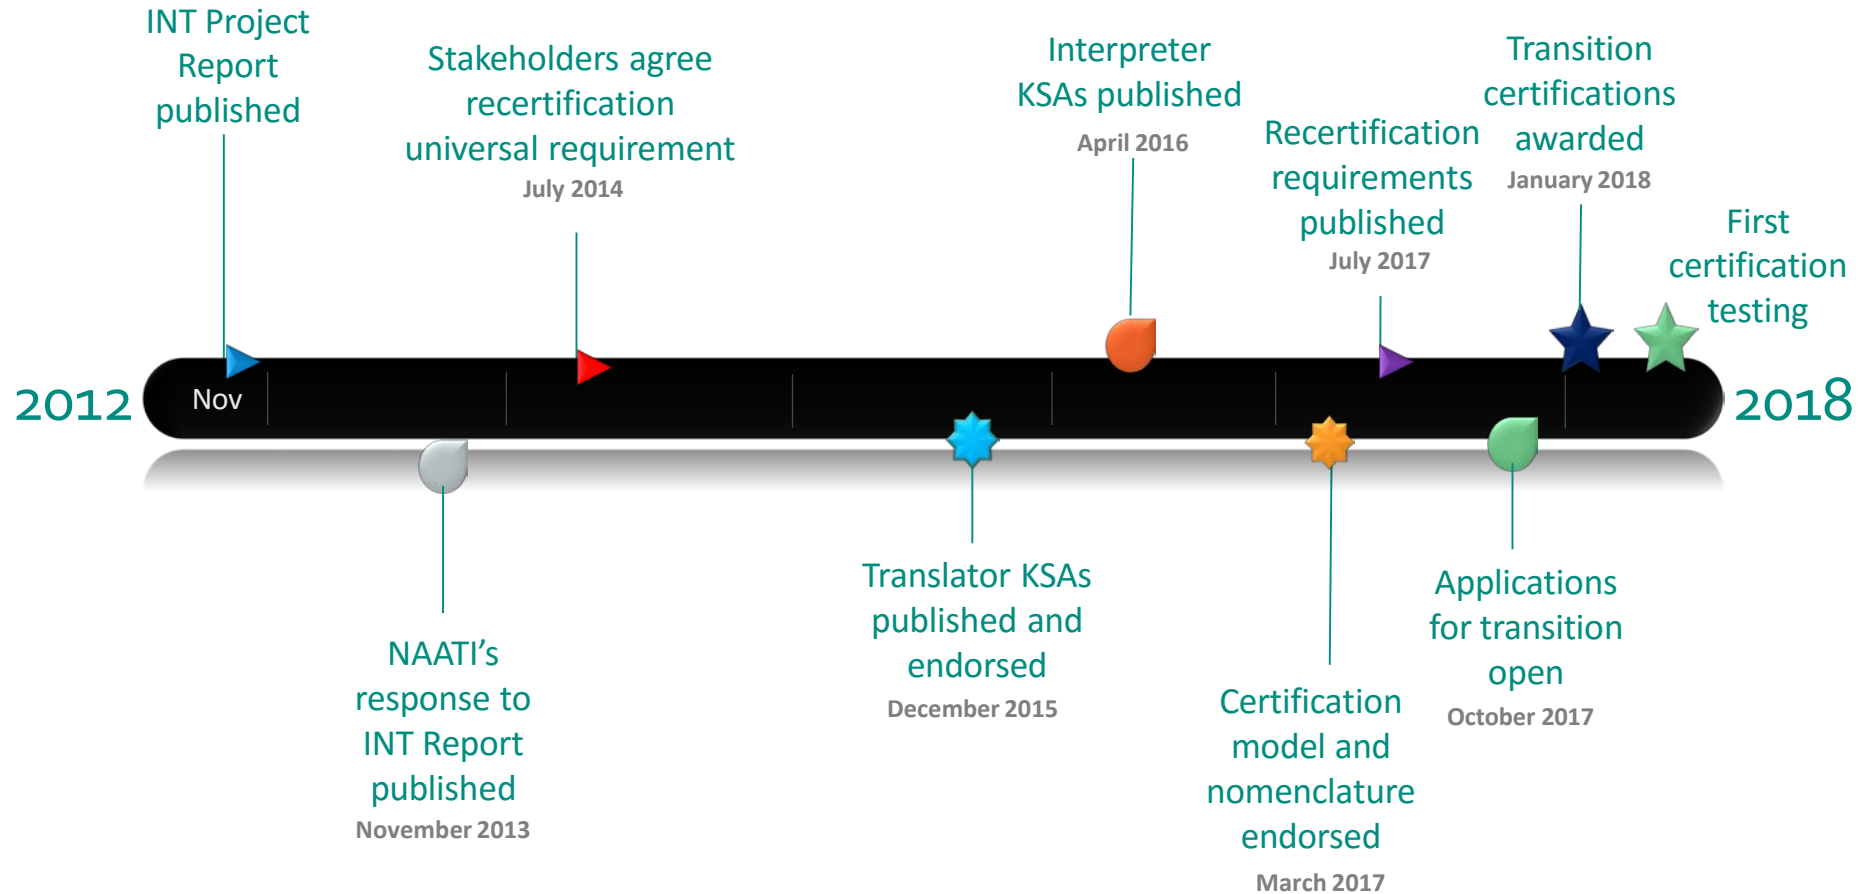 INT Project
Report
published
Stakeholders agree
recertification
universal requirement
July 2014
Interpreter
KSAs published
April 2016
Recertification
requirements
published
July 2017
Transition
certifications
awarded
January 2018
First
certification
testing
2012
Nov
2018
NAATI’s
response to
INT Report
published
November 2013
Translator KSAs
published and
endorsed
December 2015
Certification
model and
nomenclature
endorsed
March 2017
Applications
for transition
open
October 2017